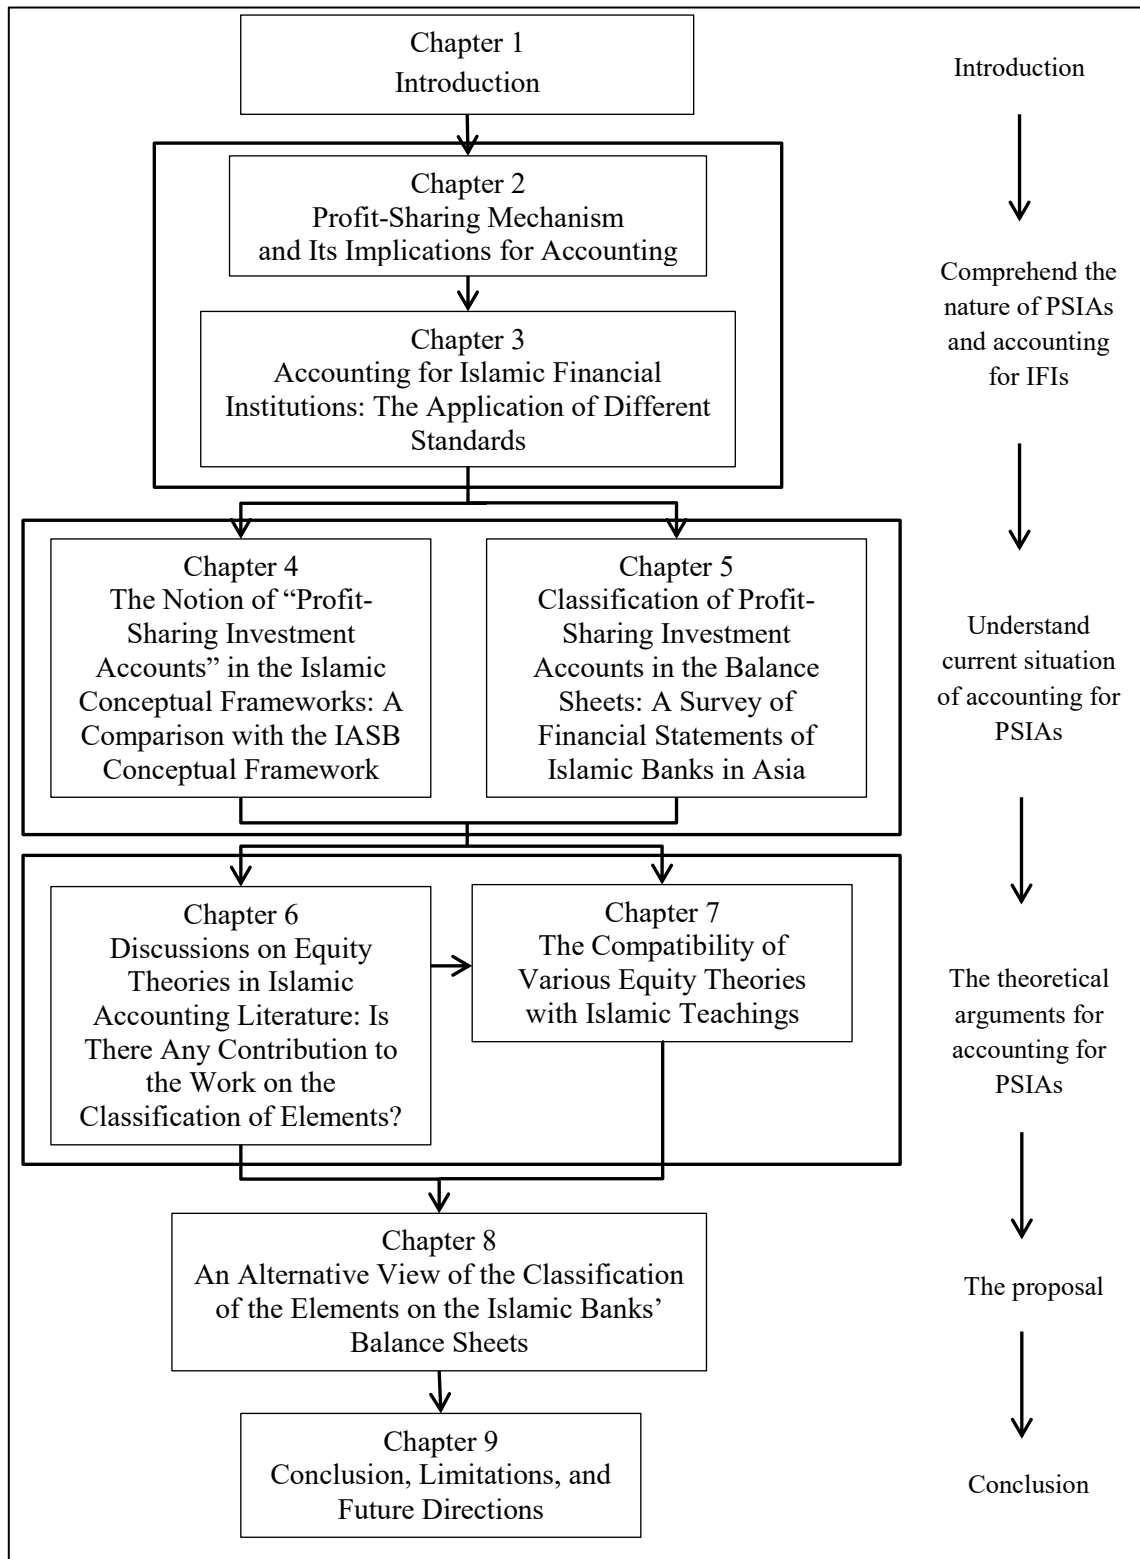 Chapter 1
Introduction
Introduction
Chapter 2
Profit-Sharing Mechanism
and Its Implications for Accounting
Chapter 3
Accounting for Islamic Financial
Institutions: The Application of Different
Standards
Comprehend the
nature of PSIAs
and accounting
for IFIs
Chapter 4
The Notion of “Profit-
Sharing Investment
Accounts” in the Islamic
Conceptual Frameworks: A
Comparison with the IASB
Conceptual Framework
Chapter 5
Classification of Profit-
Sharing Investment
Accounts in the Balance
Sheets: A Survey of
Financial Statements of
Islamic Banks in Asia
Understand
current situation
of accounting for
PSIAs
Chapter 6
Discussions on Equity
Theories in Islamic
Accounting Literature: Is
There Any Contribution to
the Work on the
Classification of Elements?
Chapter 7
The Compatibility of
Various Equity Theories
with Islamic Teachings
The theoretical
arguments for
accounting for
PSIAs
Chapter 8
An Alternative View of the Classification
of the Elements on the Islamic Banks’
Balance Sheets
The proposal
Chapter 9
Conclusion, Limitations, and
Future Directions
Conclusion